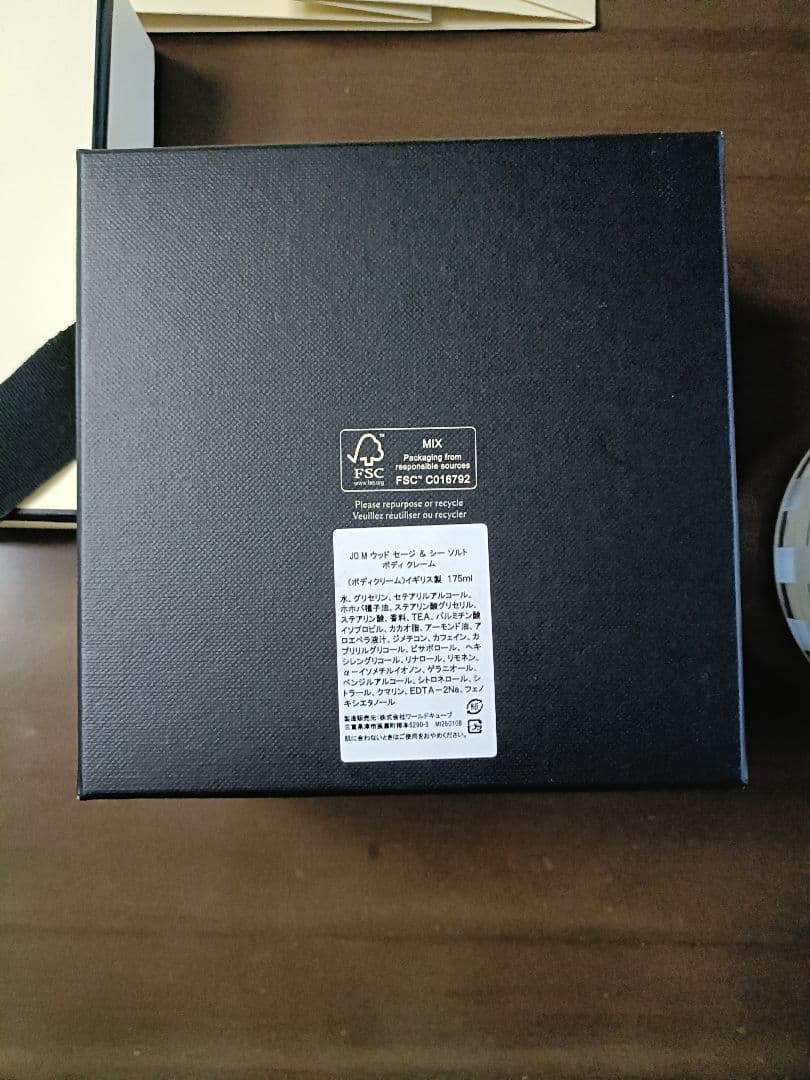 FSC™
www.fsc.org
MIX
Packaging from
responsible sources
FSC™ C016792
Please repurpose or recycle
Veuillez réutiliser ou recycler
JO M ウッド セージ & シー ソルト
ボディ クレーム
(ボディクリーム)イギリス製 175ml
水、グリセリン、セテアリルアルコール、
ホホバ種子油、ステアリン酸グリセリル、
ステアリン酸、香料、TEA、パルミチン酸
イソプロピル、カカオ脂、アーモンド油、ア
ロエベラ液汁、ジメチコン、カフェイン、カ
プリリルグリコール、ビサボロール、ヘキ
シレングリコール、リナロール、リモネン、
α-イソメチルイオノン、ゲラニオール、
ベンジルアルコール、シトロネロール、シ
トラール、クマリン、EDTA-2Na、フェノ
キシエタノール
製造販売元:株式会社ワールドキューブ
三重県津市 5290-3 MI260108
肌に合わないときはご使用をおやめください。